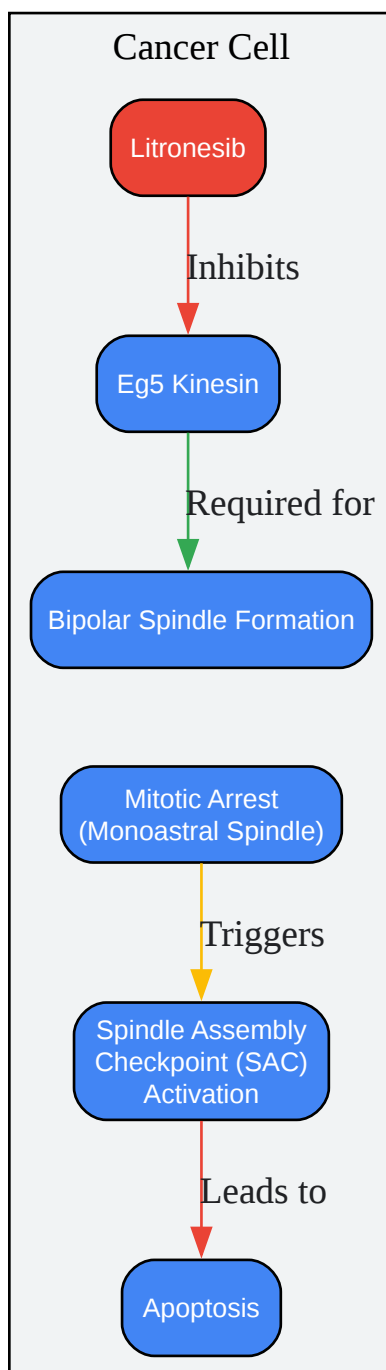 Cancer Cell
Litronesib
Inhibits
Eg5 Kinesin
Required for
Bipolar Spindle Formation
Mitotic Arrest
(Monoastral Spindle)
Triggers
Spindle Assembly
Checkpoint (SAC)
Activation
Leads to
Apoptosis